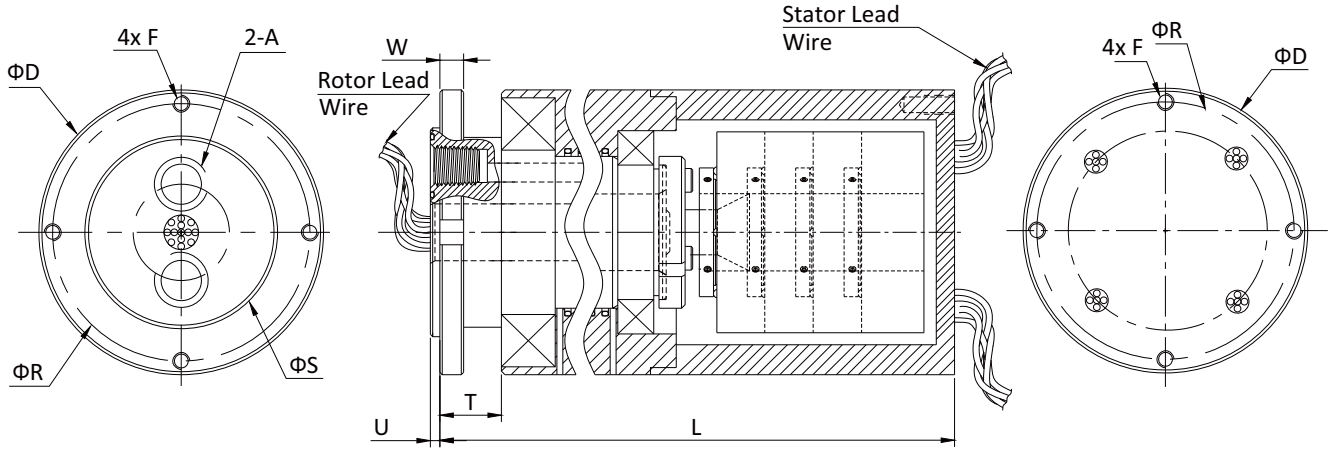 4x F
2-A
ΦD
ΦR
ΦS
W
Rotor Lead
Wire
Stator Lead
Wire
T
U
L
4x F
ΦR
ΦD